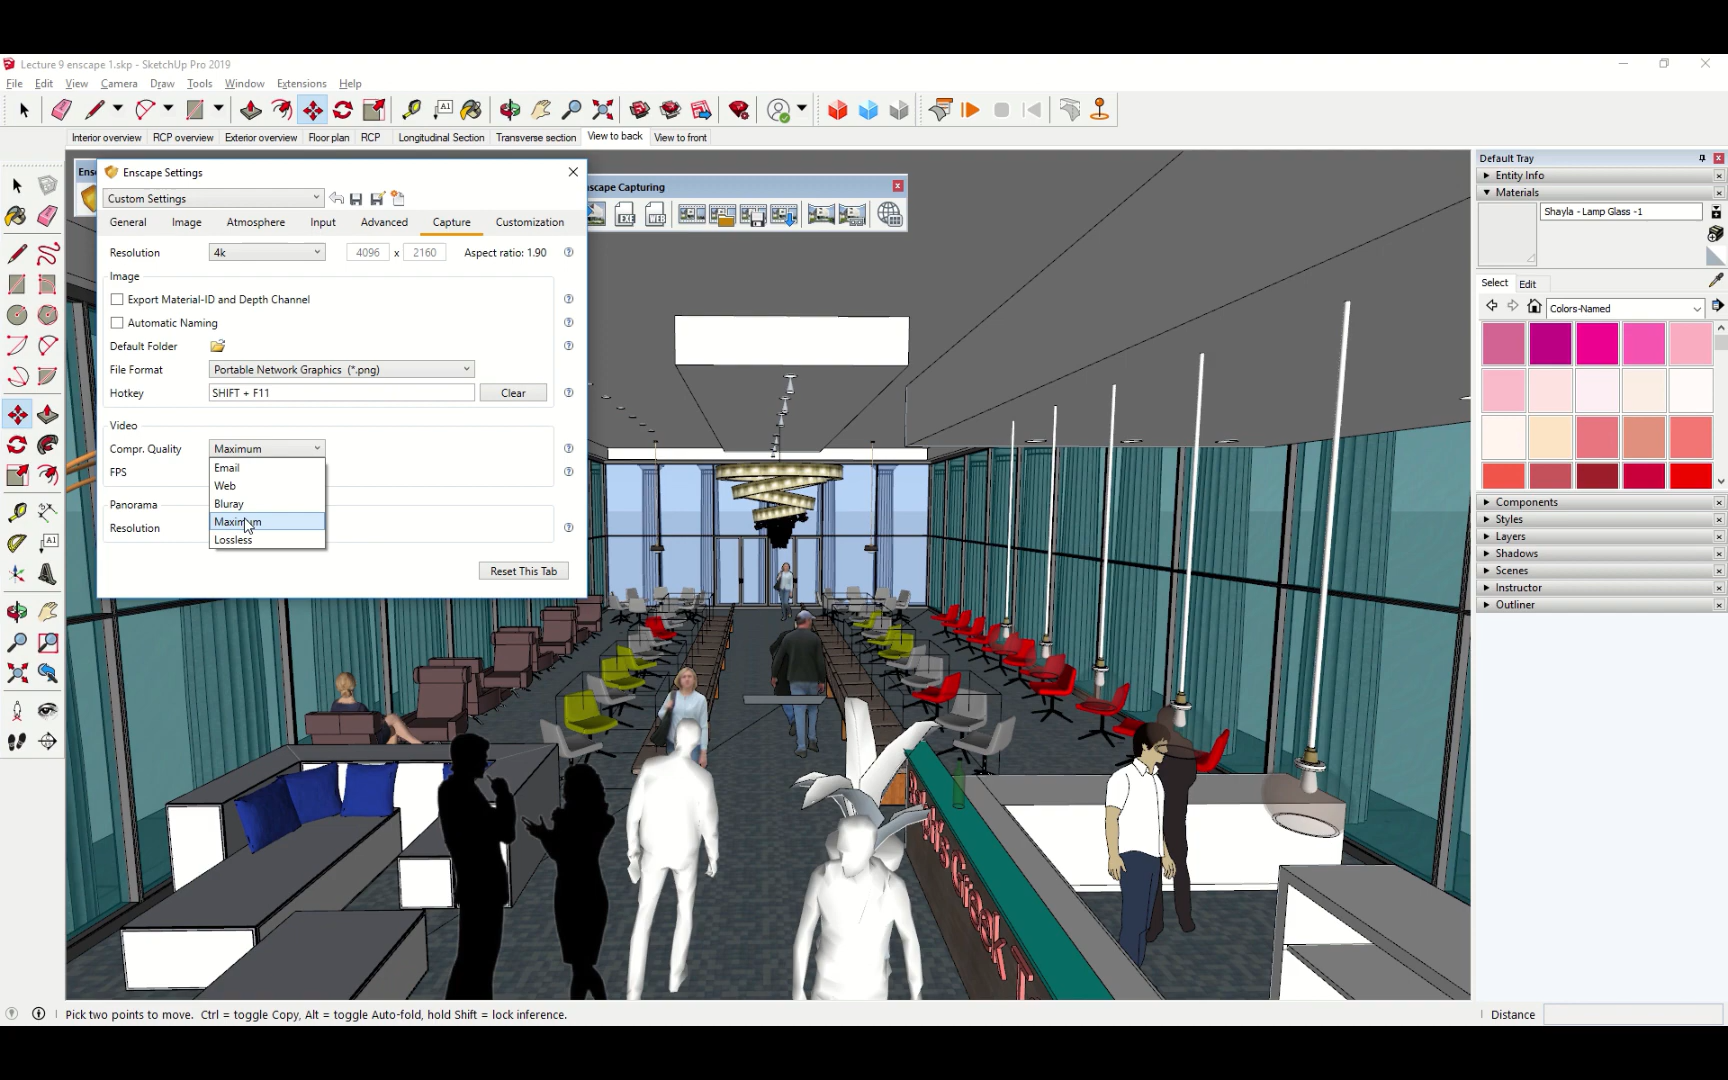 Lecture 9 enscape 1.skp - SketchUp Pro 2019
File Edit View Camera Draw Tools Window Extensions Help
Interior overview RCP overview Exterior overview Floor plan RCP Longitudinal Section Transverse section View to back View to front
Ens
Enscape Settings
Custom Settings
General Image Atmosphere Input Advanced Capture Customization
Resolution 4k 4096 x 2160 Aspect ratio: 1.90
Image
Export Material-ID and Depth Channel
Automatic Naming
Default Folder
File Format Portable Network Graphics (*.png)
Hotkey SHIFT + F11 Clear
Video
Compr. Quality Maximum
FPS
Email
Web
Bluray
Maximum
Lossless
Panorama
Resolution
Reset This Tab
scape Capturing
EXE
WEB
Default Tray
Entity Info
Materials
Shayla - Lamp Glass -1
Select Edit
Colors-Named
Components
Styles
Layers
Shadows
Scenes
Instructor
Outliner
Pick two points to move. Ctrl = toggle Copy, Alt = toggle Auto-fold, hold Shift = lock inference.
Distance